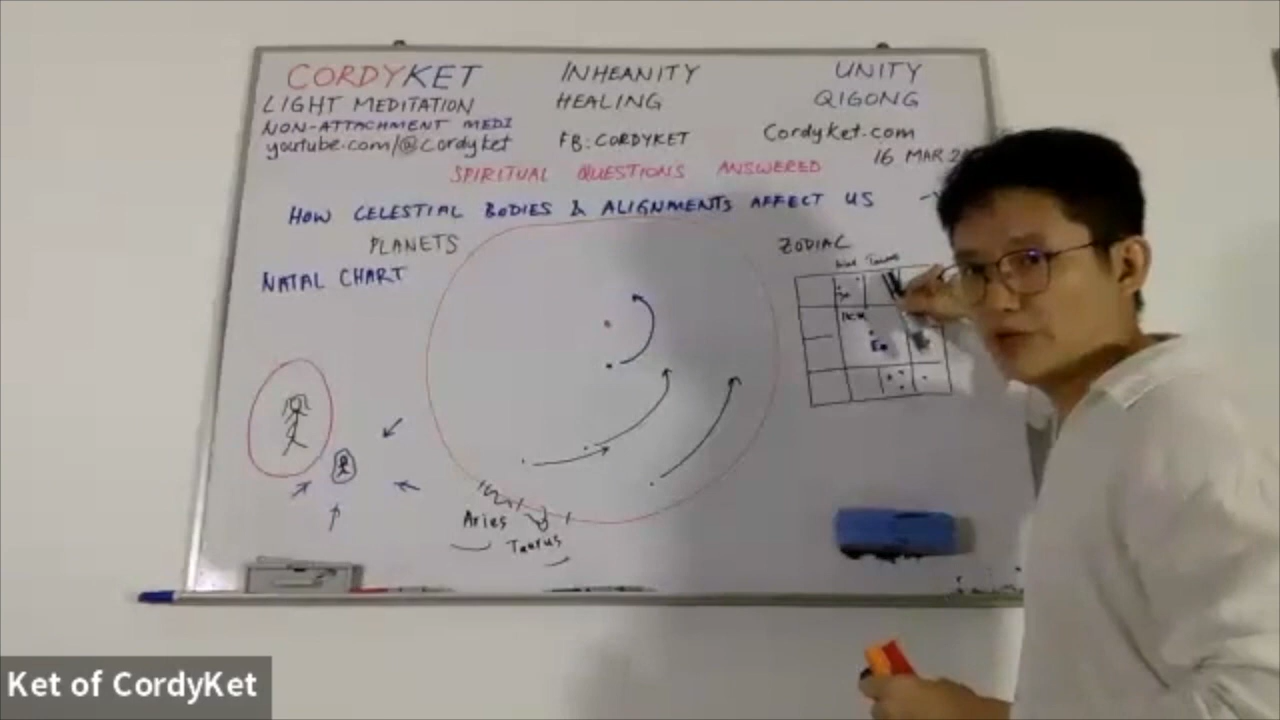 CORDYKET INHEANITY UNITY
LIGHT MEDITATION HEALING QIGONG
NON-ATTACHMENT MEDI
youtube.com/@Cordyket FB: CORDYKET Cordyket.com
16 MAR
SPIRITUAL QUESTIONS ANSWERED
HOW CELESTIAL BODIES & ALIGNMENTS AFFECT US
PLANETS ZODIAC
NATAL CHART
Taurus
Aries
Taurus
Ket of CordyKet